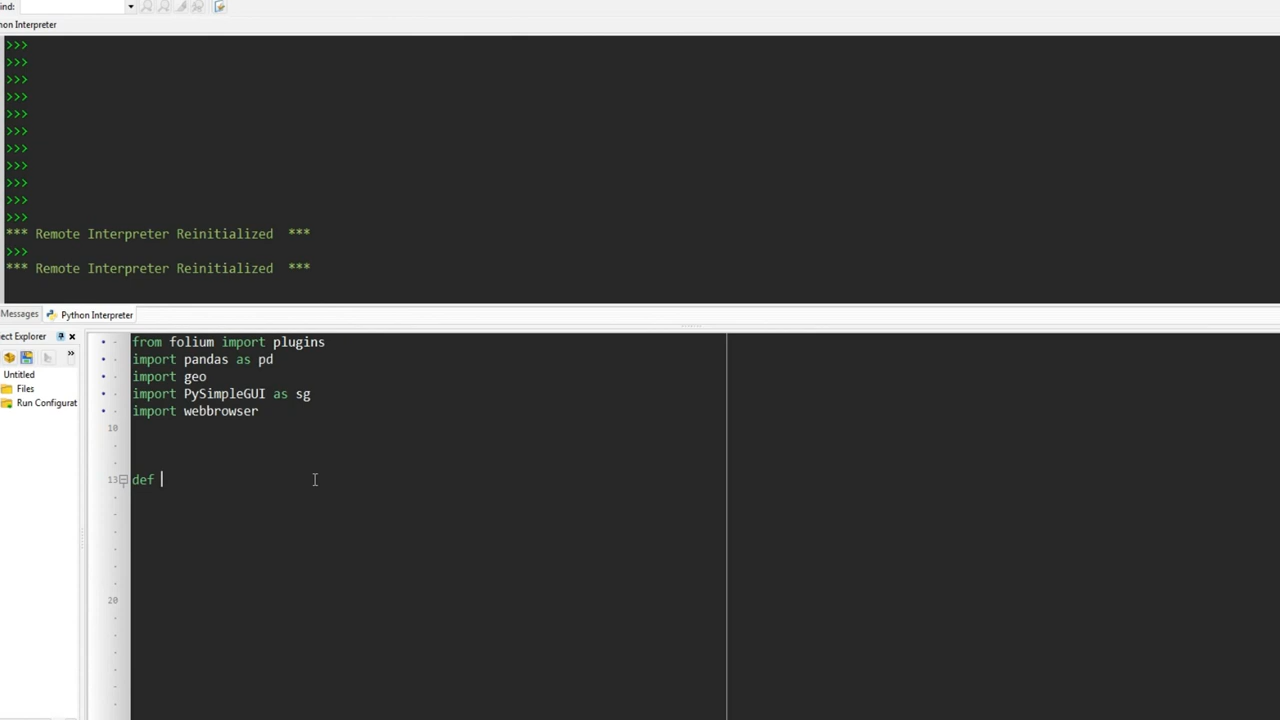 ind:
hon Interpreter
>>>
>>>
>>>
>>>
>>>
>>>
>>>
>>>
>>>
>>>
>>>
*** Remote Interpreter Reinitialized ***
>>>
*** Remote Interpreter Reinitialized ***
Messages Python Interpreter
ect Explorer
Untitled
Files
Run Configurat
from folium import plugins
import pandas as pd
import geo
import PySimpleGUI as sg
import webbrowser
10
13 def
20